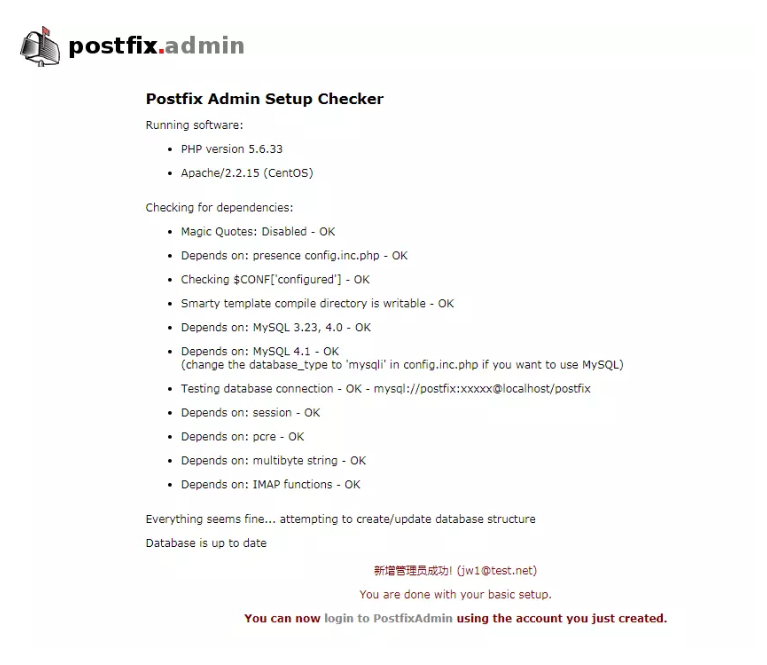 postfix.admin
Postfix Admin Setup Checker
Running software:
• PHP version 5.6.33
• Apache/2.2.15 (CentOS)
Checking for dependencies:
• Magic Quotes: Disabled - OK
• Depends on: presence config.inc.php - OK
• Checking $CONF['configured'] - OK
• Smarty template compile directory is writable - OK
• Depends on: MySQL 3.23, 4.0 - OK
• Depends on: MySQL 4.1 - OK
(change the database_type to 'mysqli' in config.inc.php if you want to use MySQL)
• Testing database connection - OK - mysql://postfix:xxxxx@localhost/postfix
• Depends on: session - OK
• Depends on: pcre - OK
• Depends on: multibyte string - OK
• Depends on: IMAP functions - OK
Everything seems fine... attempting to create/update database structure
Database is up to date
新增管理员成功! (jw1@test.net)
You are done with your basic setup.
You can now login to PostfixAdmin using the account you just created.